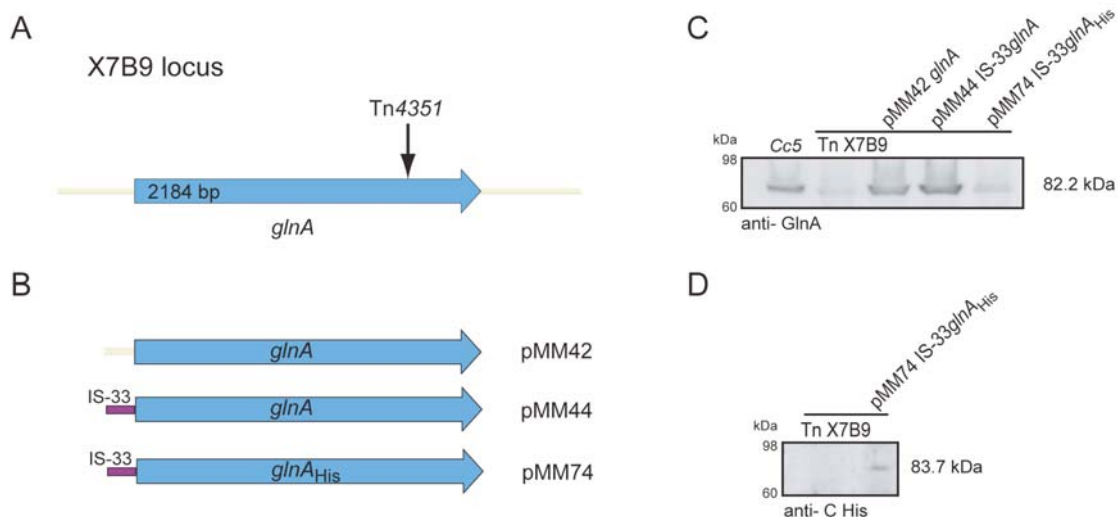 A
X7B9 locus
Tn4351
2184 bp
glnA
B
glnA
pMM42
IS-33
glnA
pMM44
IS-33
glnAHis
pMM74
C
pMM42 glnA
pMM44 IS-33glnA
pMM74 IS-33glnAHis
Cc5
Tn X7B9
kDa
98
60
82.2 kDa
anti- GlnA
D
pMM74 IS-33glnAHis
Tn X7B9
kDa
98
60
83.7 kDa
anti- C His